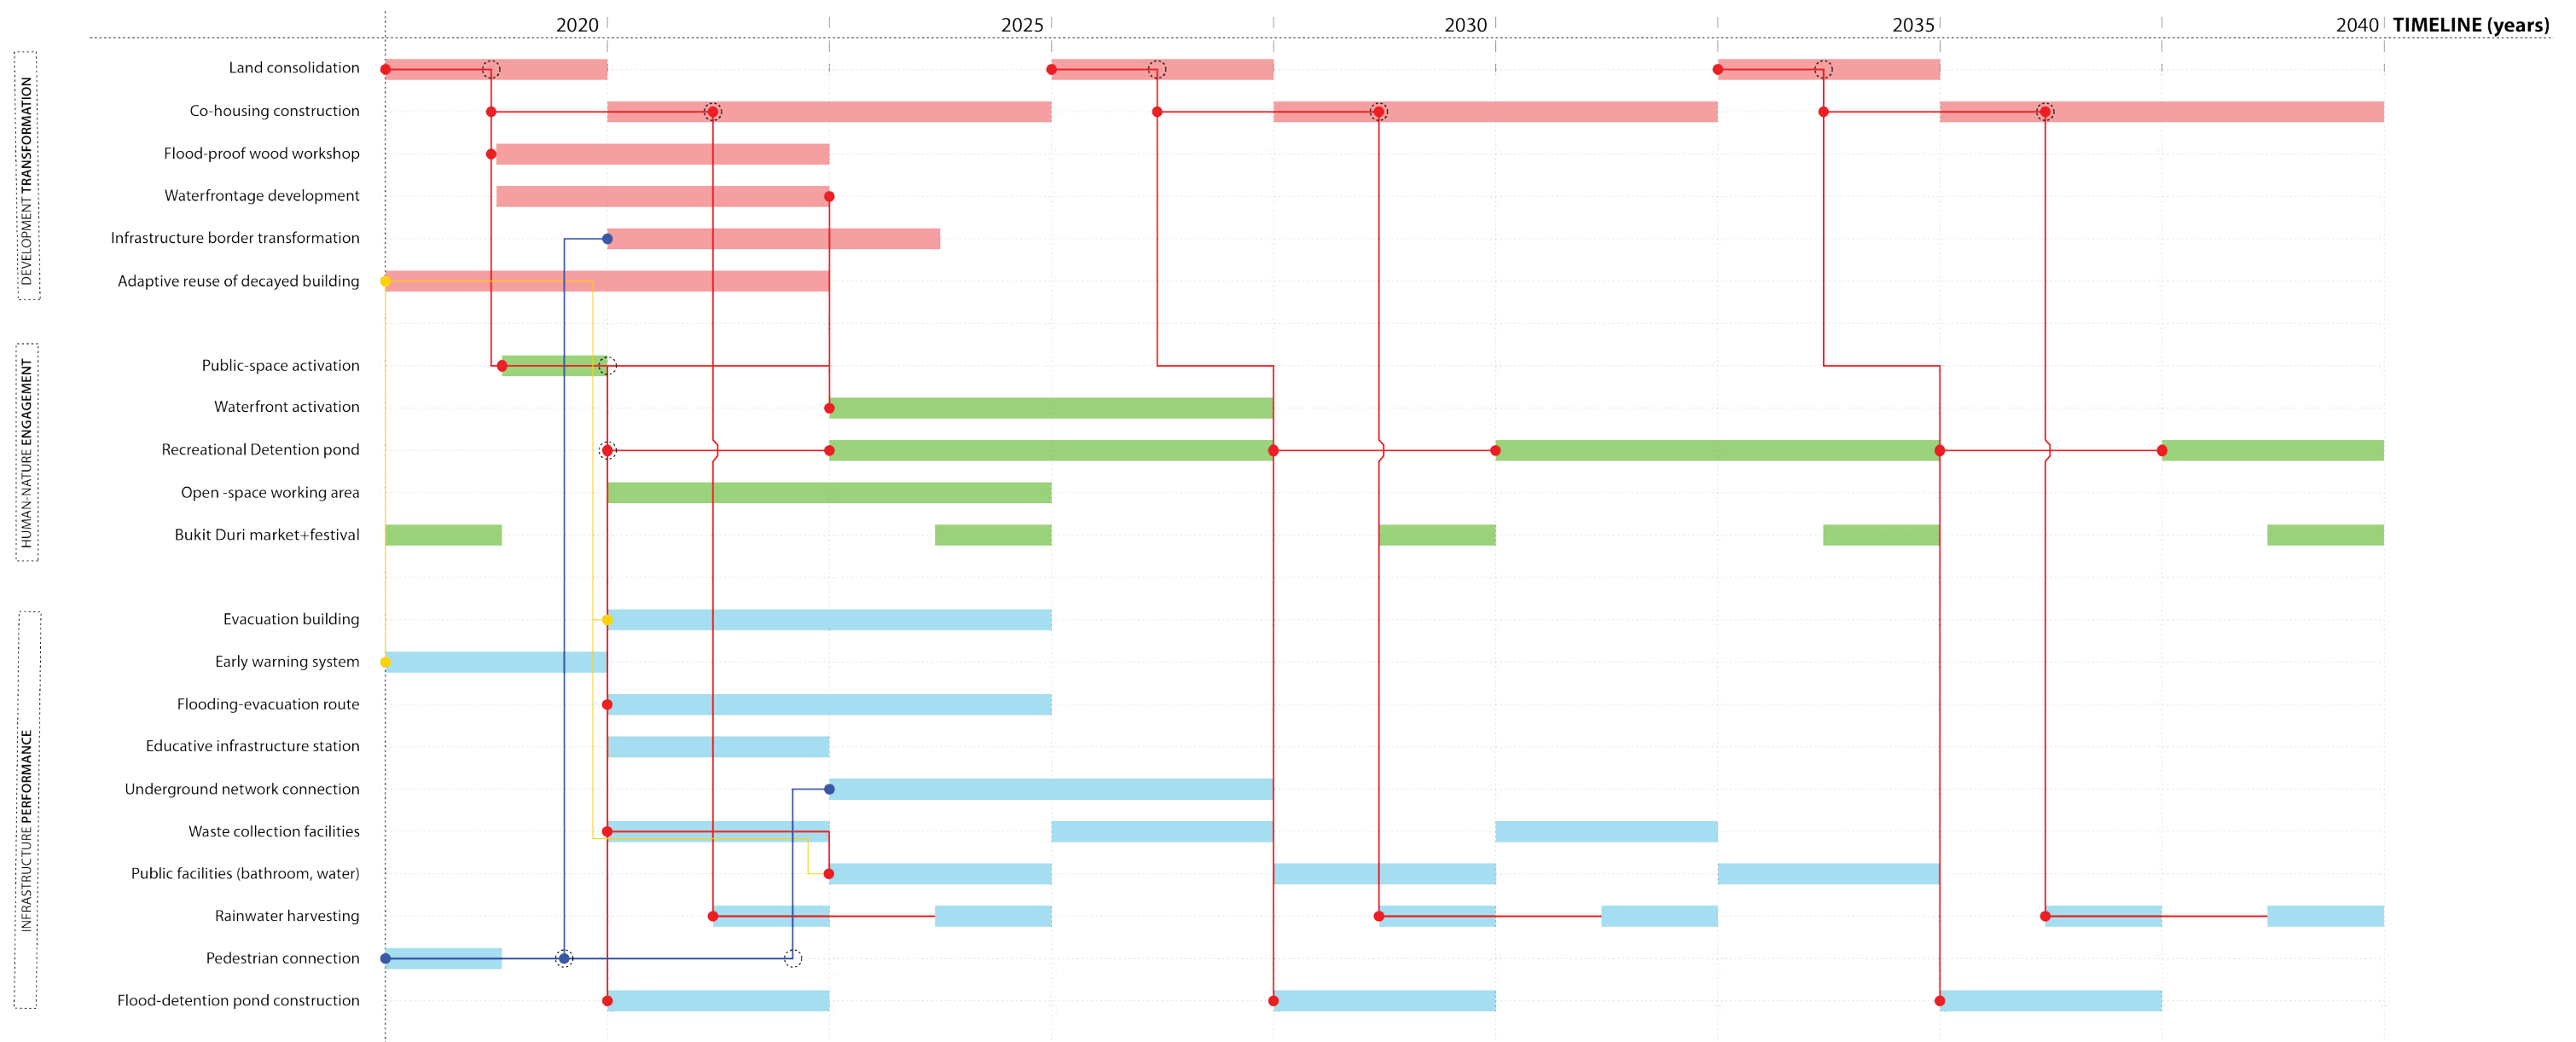 2020 2025 2030 2035 2040 TIMELINE (years)
DEVELOPMENT TRANSFORMATION
Land consolidation
Co-housing construction
Flood-proof wood workshop
Waterfrontage development
Infrastructure border transformation
Adaptive reuse of decayed building
HUMAN-NATURE ENGAGEMENT
Public-space activation
Waterfront activation
Recreational Detention pond
Open -space working area
Bukit Duri market+festival
INFRASTRUCTURE PERFORMANCE
Evacuation building
Early warning system
Flooding-evacuation route
Educative infrastructure station
Underground network connection
Waste collection facilities
Public facilities (bathroom, water)
Rainwater harvesting
Pedestrian connection
Flood-detention pond construction